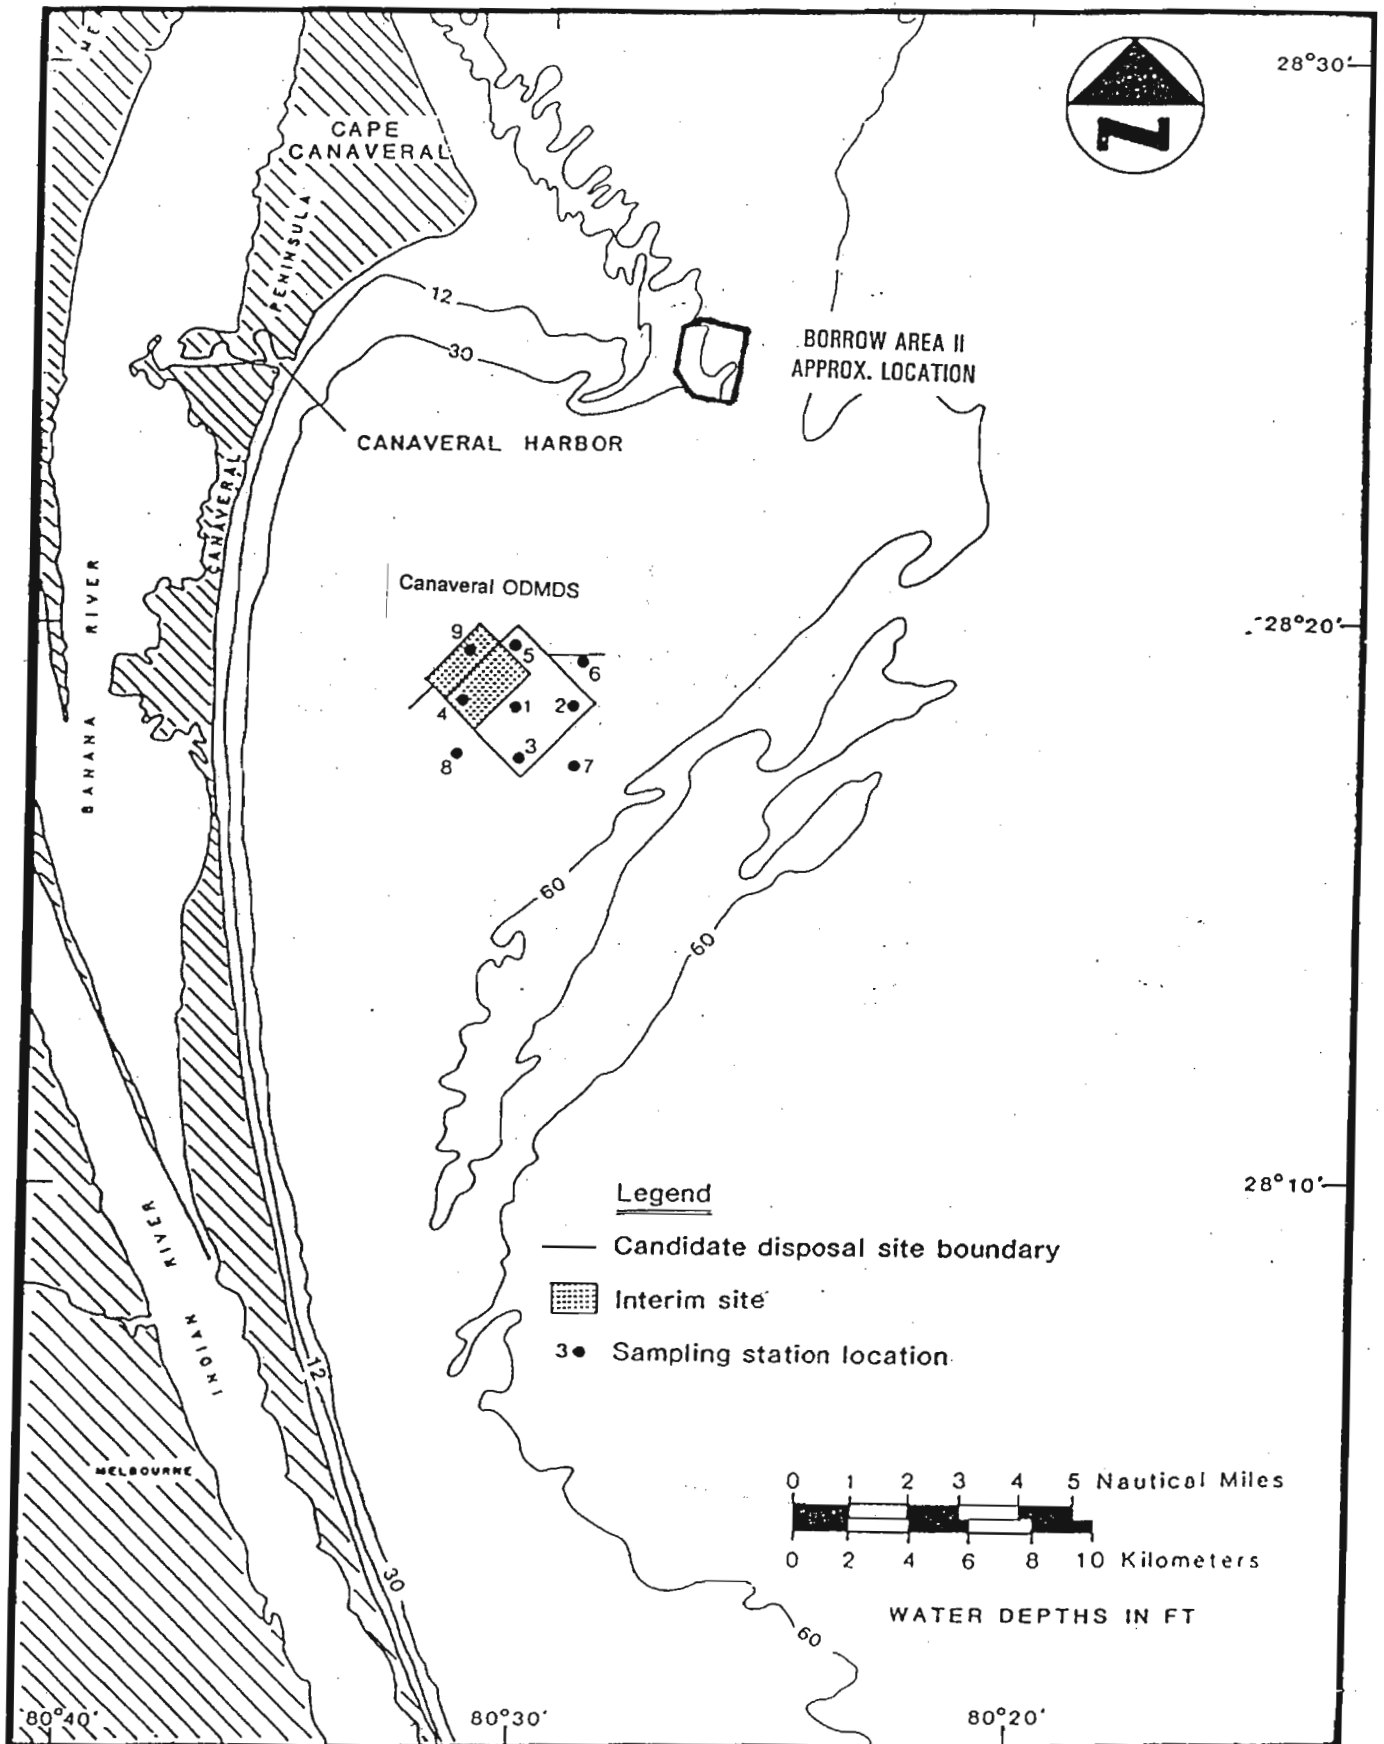 28°30'
N
CAPE
CANAVERAL
PENINSULA
12
30
BORROW AREA II
APPROX. LOCATION
CANAVERAL HARBOR
CANAVERAL
BANANA RIVER
Canaveral ODMDS
9
5
6
4
1
2
3
8
7
28°20'
60
60
28°10'
Legend
Candidate disposal site boundary
Interim site
3 Sampling station location
INDIAN RIVER
12
MELBOURNE
30
0 1 2 3 4 5 Nautical Miles
0 2 4 6 8 10 Kilometers
WATER DEPTHS IN FT
60
80°40' 80°30' 80°20'